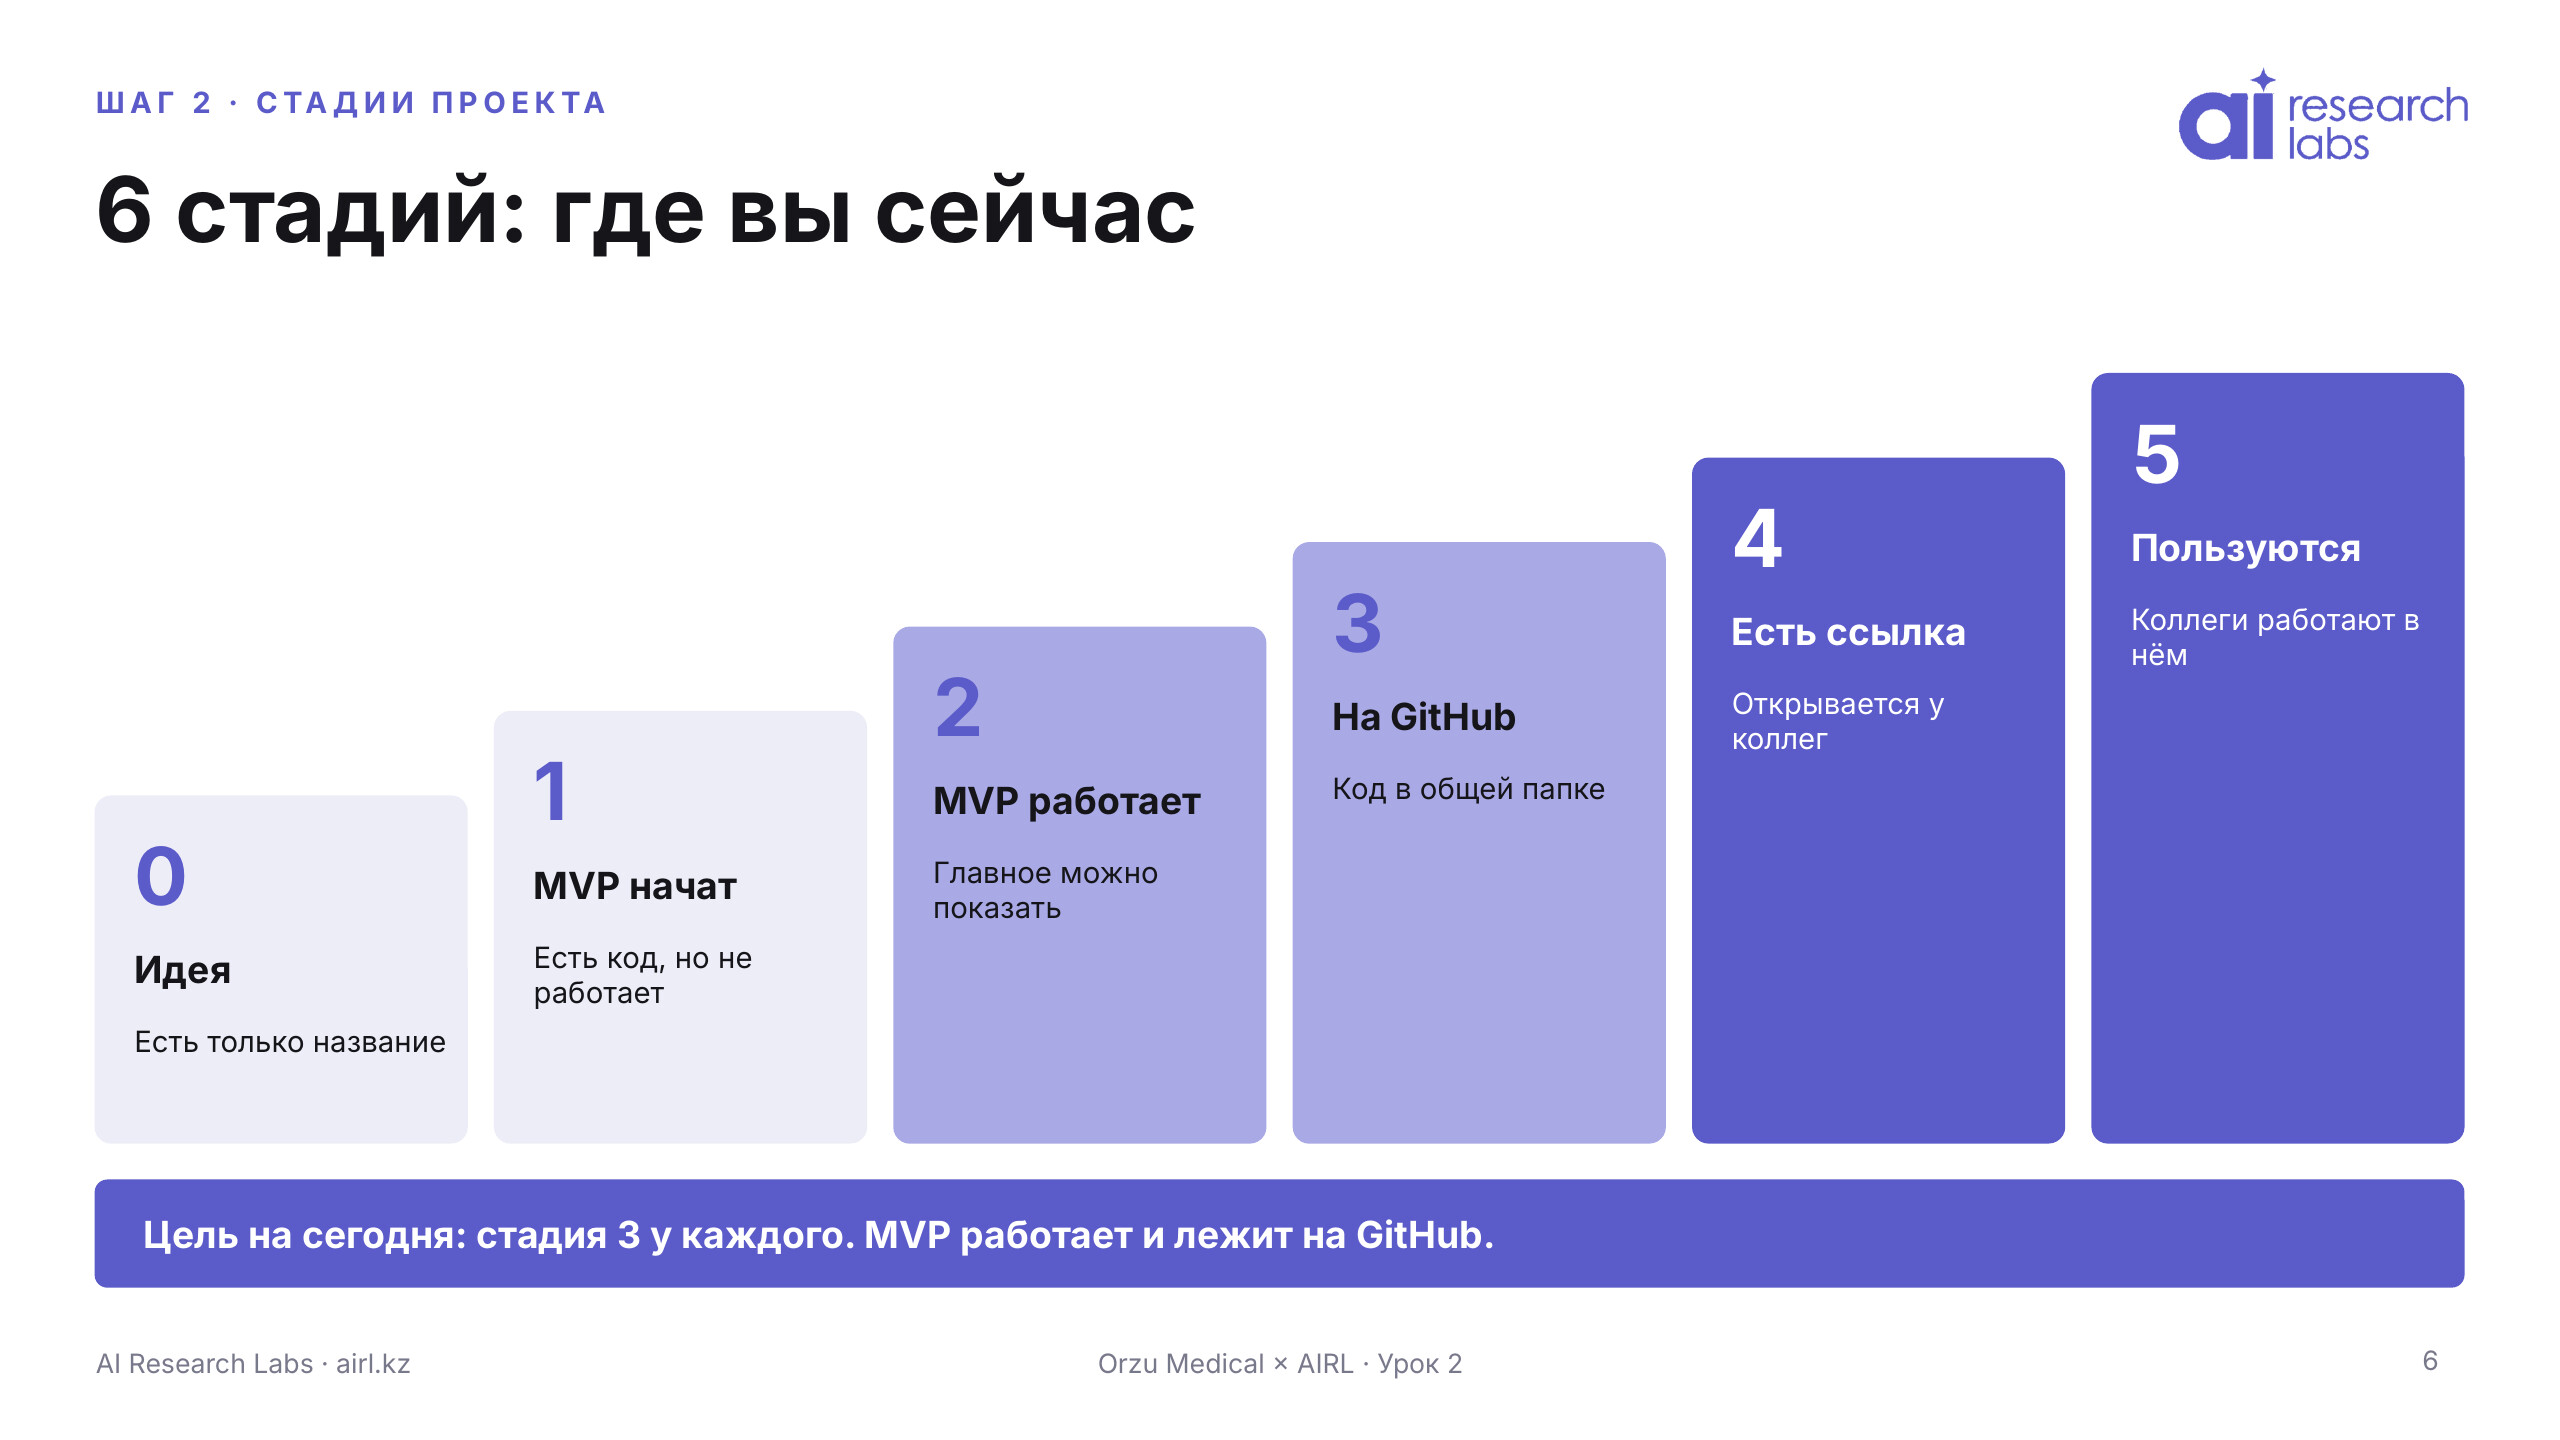 ШАГ 2 · СТАДИИ ПРОЕКТА
ai research
labs
6 стадий: где вы сейчас
0
Идея
Есть только название
1
MVP начат
Есть код, но не
работает
2
MVP работает
Главное можно
показать
3
На GitHub
Код в общей папке
4
Есть ссылка
Открывается у
коллег
5
Пользуются
Коллеги работают в
нём
Цель на сегодня: стадия 3 у каждого. MVP работает и лежит на GitHub.
AI Research Labs · airl.kz
Orzu Medical × AIRL · Урок 2
6